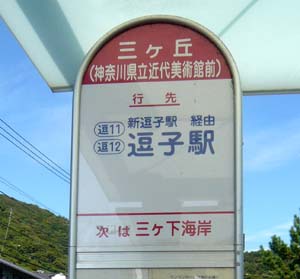 三ヶ丘
(神奈川県立近代美術館前)
行先
逗11 新逗子駅 経由
逗12 逗子駅
次は三ヶ下海岸